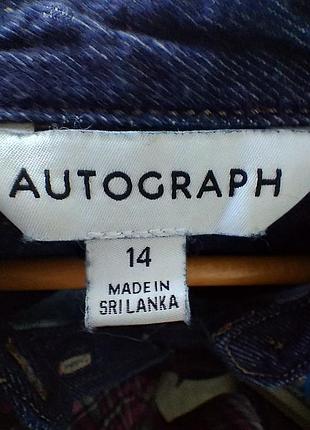 AUTOGRAPH
14
MADE IN
SRI LANKA